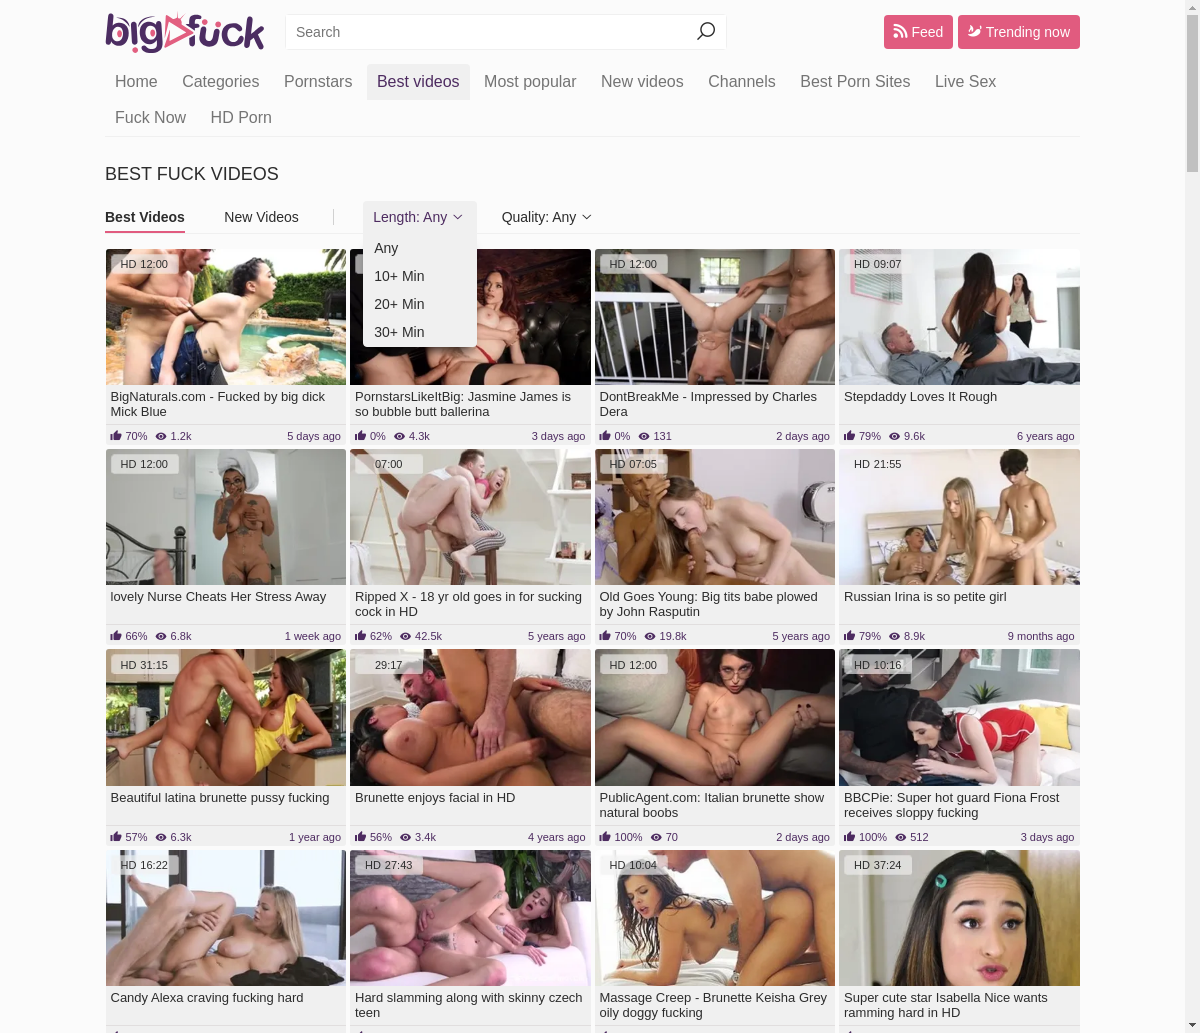 bigfuck
Search
Feed
Trending now
Home Categories Pornstars Best videos Most popular New videos Channels Best Porn Sites Live Sex
Fuck Now HD Porn
BEST FUCK VIDEOS
Best Videos New Videos Length: Any Quality: Any
Any
10+ Min
20+ Min
30+ Min
HD 12:00
BigNaturals.com - Fucked by big dick
Mick Blue
70% 1.2k 5 days ago
PornstarsLikeItBig: Jasmine James is
so bubble butt ballerina
0% 4.3k 3 days ago
HD 12:00
DontBreakMe - Impressed by Charles
Dera
0% 131 2 days ago
HD 09:07
Stepdaddy Loves It Rough
79% 9.6k 6 years ago
HD 12:00
lovely Nurse Cheats Her Stress Away
66% 6.8k 1 week ago
07:00
Ripped X - 18 yr old goes in for sucking
cock in HD
62% 42.5k 5 years ago
HD 07:05
Old Goes Young: Big tits babe plowed
by John Rasputin
70% 19.8k 5 years ago
HD 21:55
Russian Irina is so petite girl
79% 8.9k 9 months ago
HD 31:15
Beautiful latina brunette pussy fucking
57% 6.3k 1 year ago
29:17
Brunette enjoys facial in HD
56% 3.4k 4 years ago
HD 12:00
PublicAgent.com: Italian brunette show
natural boobs
100% 70 2 days ago
HD 10:16
BBCPie: Super hot guard Fiona Frost
receives sloppy fucking
100% 512 3 days ago
HD 16:22
Candy Alexa craving fucking hard
HD 27:43
Hard slamming along with skinny czech
teen
HD 10:04
Massage Creep - Brunette Keisha Grey
oily doggy fucking
HD 37:24
Super cute star Isabella Nice wants
ramming hard in HD